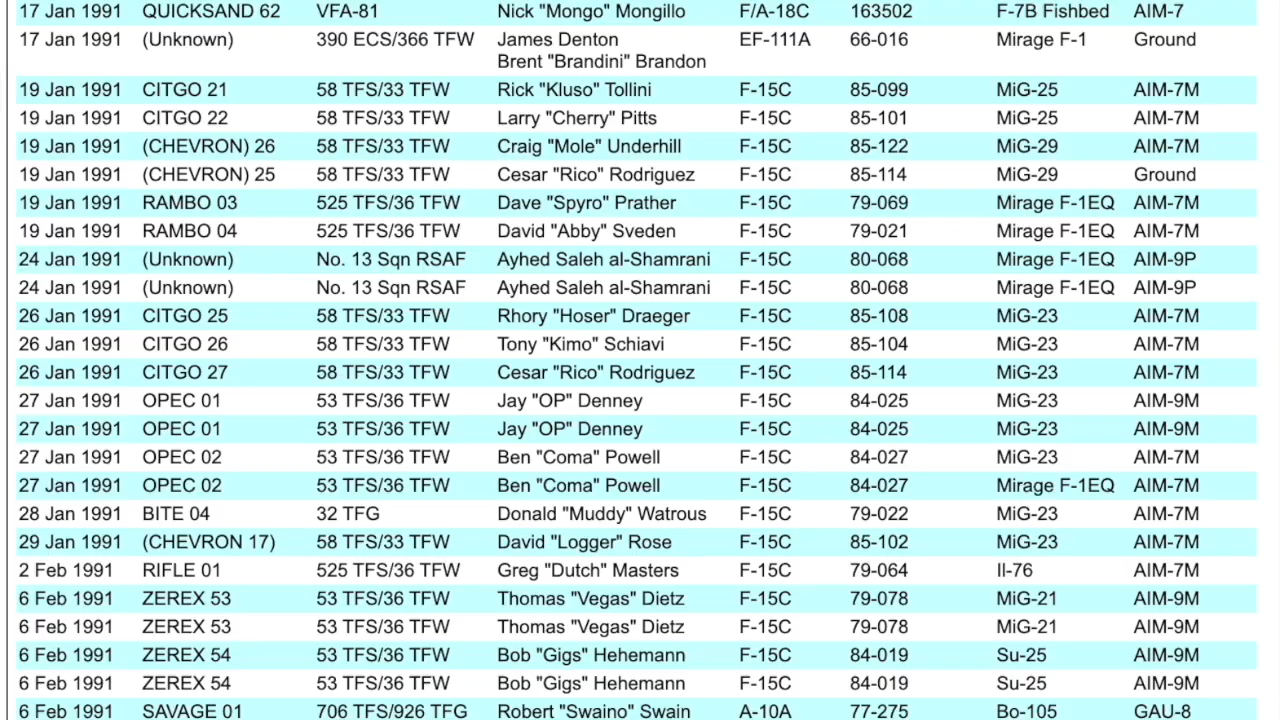 17 Jan 1991 QUICKSAND 62 VFA-81 Nick "Mongo" Mongillo F/A-18C 163502 F-7B Fishbed AIM-7
17 Jan 1991 (Unknown) 390 ECS/366 TFW James Denton EF-111A 66-016 Mirage F-1 Ground
Brent "Brandini" Brandon
19 Jan 1991 CITGO 21 58 TFS/33 TFW Rick "Kluso" Tollini F-15C 85-099 MiG-25 AIM-7M
19 Jan 1991 CITGO 22 58 TFS/33 TFW Larry "Cherry" Pitts F-15C 85-101 MiG-25 AIM-7M
19 Jan 1991 (CHEVRON) 26 58 TFS/33 TFW Craig "Mole" Underhill F-15C 85-122 MiG-29 AIM-7M
19 Jan 1991 (CHEVRON) 25 58 TFS/33 TFW Cesar "Rico" Rodriguez F-15C 85-114 MiG-29 Ground
19 Jan 1991 RAMBO 03 525 TFS/36 TFW Dave "Spyro" Prather F-15C 79-069 Mirage F-1EQ AIM-7M
19 Jan 1991 RAMBO 04 525 TFS/36 TFW David "Abby" Sveden F-15C 79-021 Mirage F-1EQ AIM-7M
24 Jan 1991 (Unknown) No. 13 Sqn RSAF Ayhed Saleh al-Shamrani F-15C 80-068 Mirage F-1EQ AIM-9P
24 Jan 1991 (Unknown) No. 13 Sqn RSAF Ayhed Saleh al-Shamrani F-15C 80-068 Mirage F-1EQ AIM-9P
26 Jan 1991 CITGO 25 58 TFS/33 TFW Rhory "Hoser" Draeger F-15C 85-108 MiG-23 AIM-7M
26 Jan 1991 CITGO 26 58 TFS/33 TFW Tony "Kimo" Schiavi F-15C 85-104 MiG-23 AIM-7M
26 Jan 1991 CITGO 27 58 TFS/33 TFW Cesar "Rico" Rodriguez F-15C 85-114 MiG-23 AIM-7M
27 Jan 1991 OPEC 01 53 TFS/36 TFW Jay "OP" Denney F-15C 84-025 MiG-23 AIM-9M
27 Jan 1991 OPEC 01 53 TFS/36 TFW Jay "OP" Denney F-15C 84-025 MiG-23 AIM-9M
27 Jan 1991 OPEC 02 53 TFS/36 TFW Ben "Coma" Powell F-15C 84-027 MiG-23 AIM-7M
27 Jan 1991 OPEC 02 53 TFS/36 TFW Ben "Coma" Powell F-15C 84-027 Mirage F-1EQ AIM-7M
28 Jan 1991 BITE 04 32 TFG Donald "Muddy" Watrous F-15C 79-022 MiG-23 AIM-7M
29 Jan 1991 (CHEVRON 17) 58 TFS/33 TFW David "Logger" Rose F-15C 85-102 MiG-23 AIM-7M
2 Feb 1991 RIFLE 01 525 TFS/36 TFW Greg "Dutch" Masters F-15C 79-064 Il-76 AIM-7M
6 Feb 1991 ZEREX 53 53 TFS/36 TFW Thomas "Vegas" Dietz F-15C 79-078 MiG-21 AIM-9M
6 Feb 1991 ZEREX 53 53 TFS/36 TFW Thomas "Vegas" Dietz F-15C 79-078 MiG-21 AIM-9M
6 Feb 1991 ZEREX 54 53 TFS/36 TFW Bob "Gigs" Hehemann F-15C 84-019 Su-25 AIM-9M
6 Feb 1991 ZEREX 54 53 TFS/36 TFW Bob "Gigs" Hehemann F-15C 84-019 Su-25 AIM-9M
6 Feb 1991 SAVAGE 01 706 TFS/926 TFG Robert "Swaino" Swain A-10A 77-275 Bo-105 GAU-8